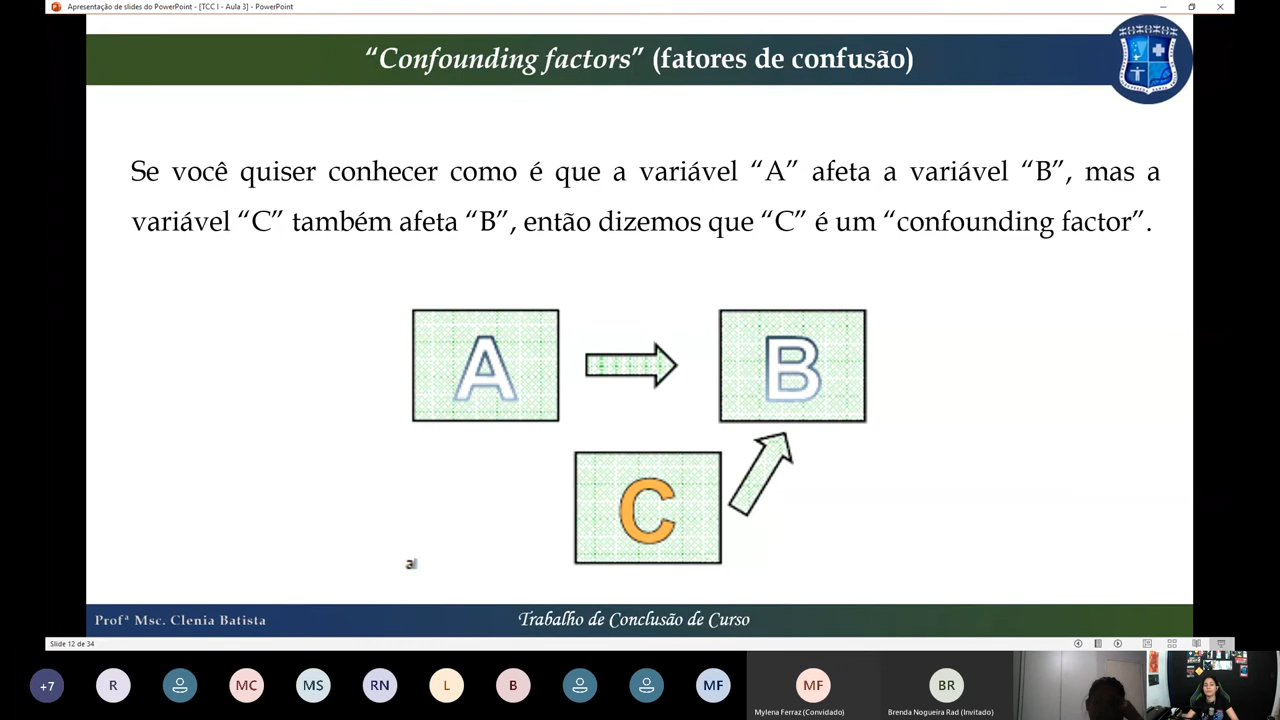 Apresentação de slides do PowerPoint - [TCC I - Aula 3] - PowerPoint
“Confounding factors” (fatores de confusão)
Se você quiser conhecer como é que a variável “A” afeta a variável “B”, mas a
variável “C” também afeta “B”, então dizemos que “C” é um “confounding factor”.
A
B
C
al
Profª Msc. Clenia Batista
Trabalho de Conclusão de Curso
Slide 12 de 34
+7
R
MC
MS
RN
L
B
MF
MF
BR
Mylena Ferraz (Convidado)
Brenda Nogueira Rad (Invitado)